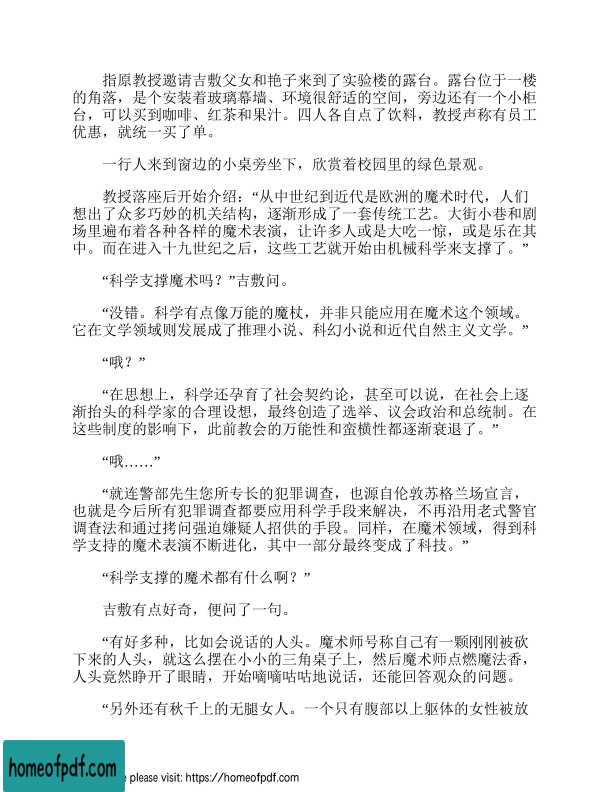 指原教授邀请吉敷父女和艳子来到了实验楼的露台。露台位于一楼
的角落，是个安装着玻璃幕墙、环境很舒适的空间，旁边还有一个小柜
台，可以买到咖啡、红茶和果汁。四人各自点了饮料，教授声称有员工
优惠，就统一买了单。
一行人来到窗边的小桌旁坐下，欣赏着校园里的绿色景观。
教授落座后开始介绍：“从中世纪到近代是欧洲的魔术时代，人们
想出了众多巧妙的机关结构，逐渐形成了一套传统工艺。大街小巷和剧
场里遍布着各种各样的魔术表演，让许多人或是大吃一惊，或是乐在其
中。而在进入十九世纪之后，这些工艺就开始由机械科学来支撑了。”
“科学支撑魔术吗？”吉敷问。
“没错。科学有点像万能的魔杖，并非只能应用在魔术这个领域。
它在文学领域则发展成了推理小说、科幻小说和近代自然主义文学。”
“哦？”
“在思想上，科学还孕育了社会契约论，甚至可以说，在社会上逐
渐抬头的科学家的合理设想，最终创造了选举、议会政治和总统制。在
这些制度的影响下，此前教会的万能性和蛮横性都逐渐衰退了。”
“哦……”
“就连警部先生您所专长的犯罪调查，也源自伦敦苏格兰场宣言，
也就是今后所有犯罪调查都要应用科学手段来解决，不再沿用老式警官
调查法和通过拷问强迫嫌疑人招供的手段。同样，在魔术领域，得到科
学支持的魔术表演不断进化，其中一部分最终变成了科技。”
“科学支撑的魔术都有什么啊？”
吉敷有点好奇，便问了一句。
“有好多种，比如会说话的人头。魔术师号称自己有一颗刚刚被砍
下来的人头，就这么摆在小小的三角桌子上，然后魔术师点燃魔法香，
人头竟然睁开了眼睛，开始嘀嘀咕咕地说话，还能回答观众的问题。
“另外还有秋千上的无腿女人。一个只有腹部以上躯体的女性被放
homeofpdf.com
e please visit: https://homeofpdf.com